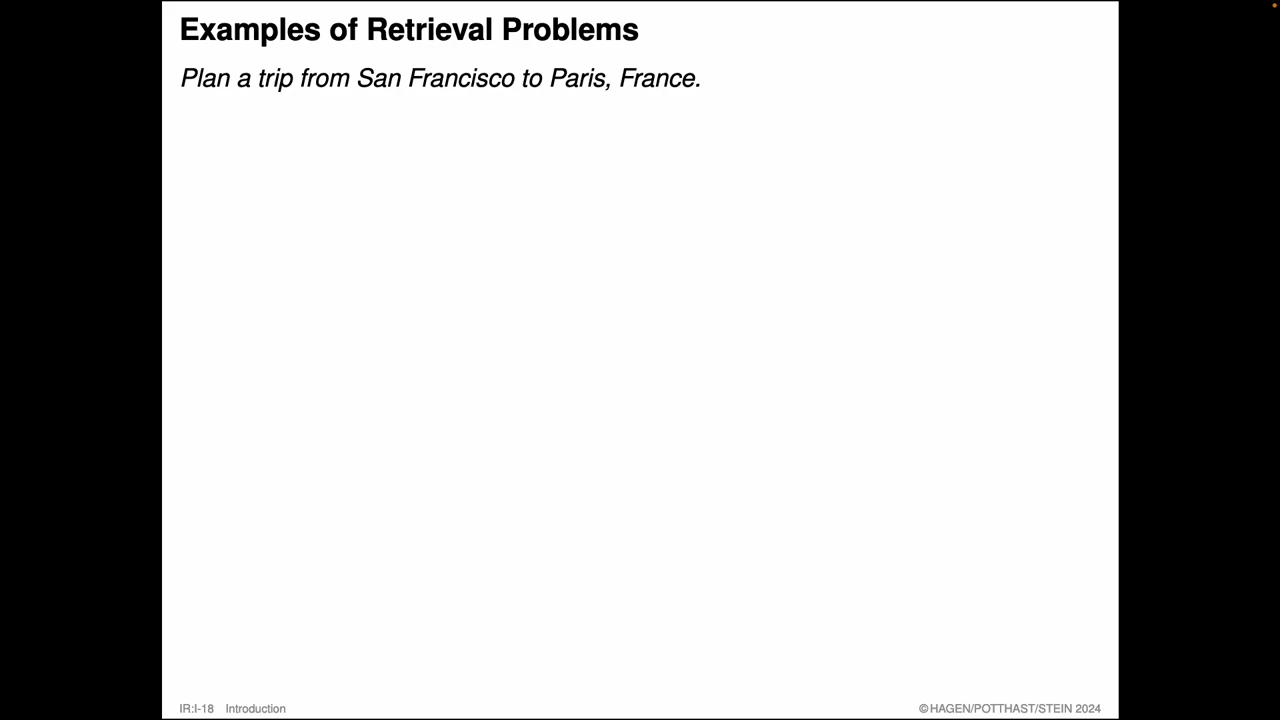 Examples of Retrieval Problems
Plan a trip from San Francisco to Paris, France.
IR:I-18 Introduction
©HAGEN/POTTHAST/STEIN 2024